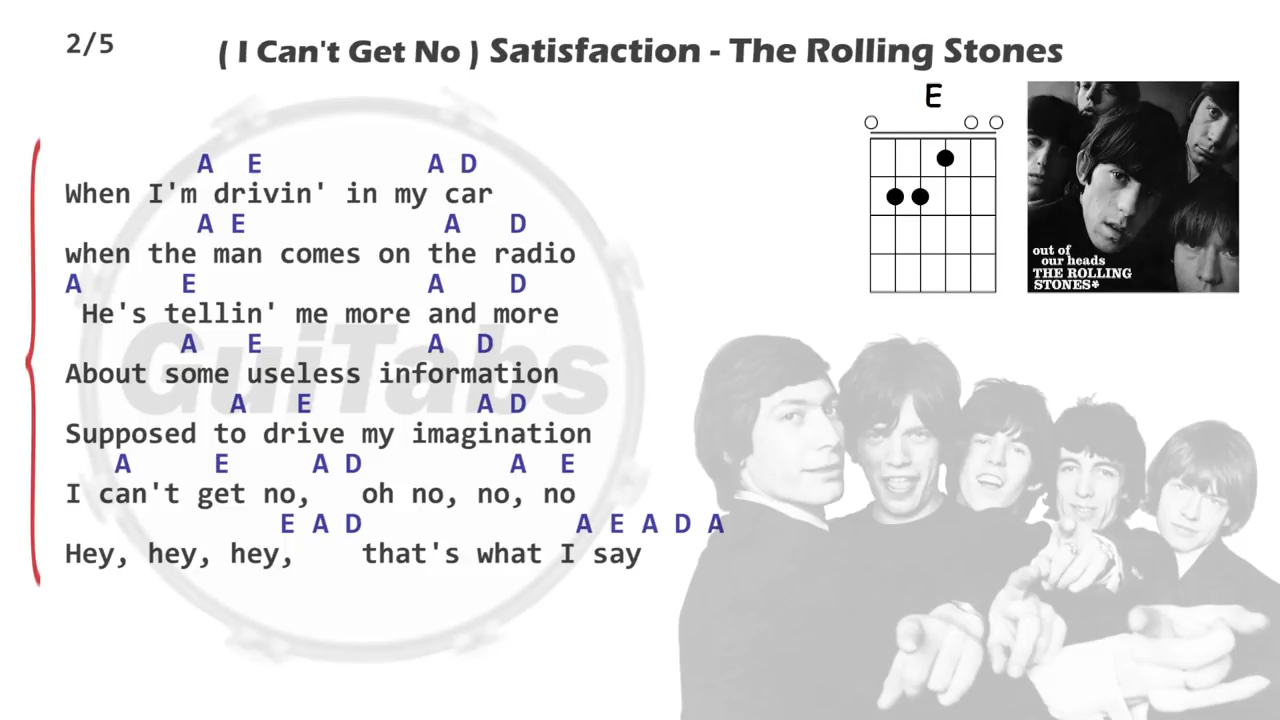 2/5
( I Can't Get No ) Satisfaction - The Rolling Stones
E
A E A D
When I'm drivin' in my car
A E A D
when the man comes on the radio
A E A D
He's tellin' me more and more
A E A D
About some useless information
A E A D
Supposed to drive my imagination
A E A D A E
I can't get no, oh no, no, no
E A D A E A D A
Hey, hey, hey, that's what I say
out of
our heads
THE ROLLING
STONES*
GuiTabs